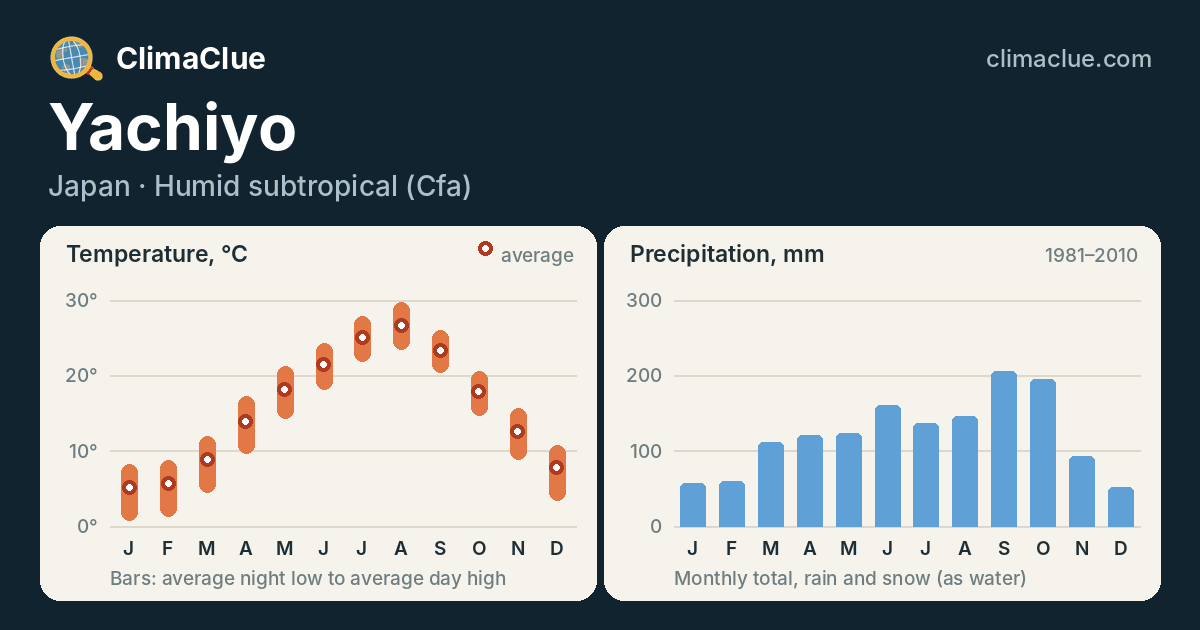 ClimaClue
climaclue.com
Yachiyo
Japan · Humid subtropical (Cfa)
Temperature, °C
average
30°
20°
10°
0°
J F M A M J J A S O N D
Bars: average night low to average day high
Precipitation, mm
1981–2010
300
200
100
0
J F M A M J J A S O N D
Monthly total, rain and snow (as water)